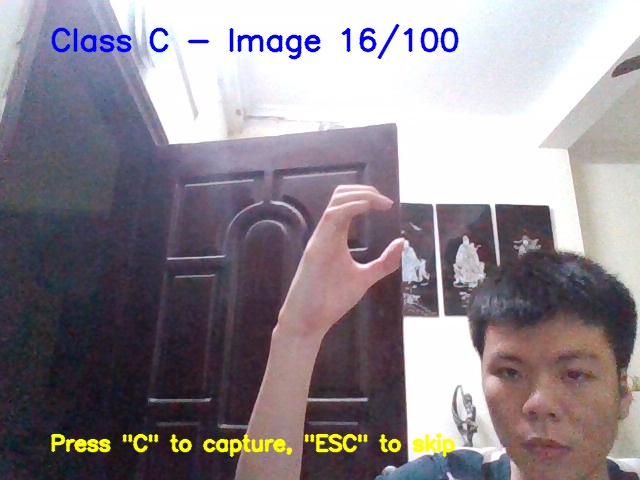 Class C - Image 16/100
Press "C" to capture, "ESC" to skip